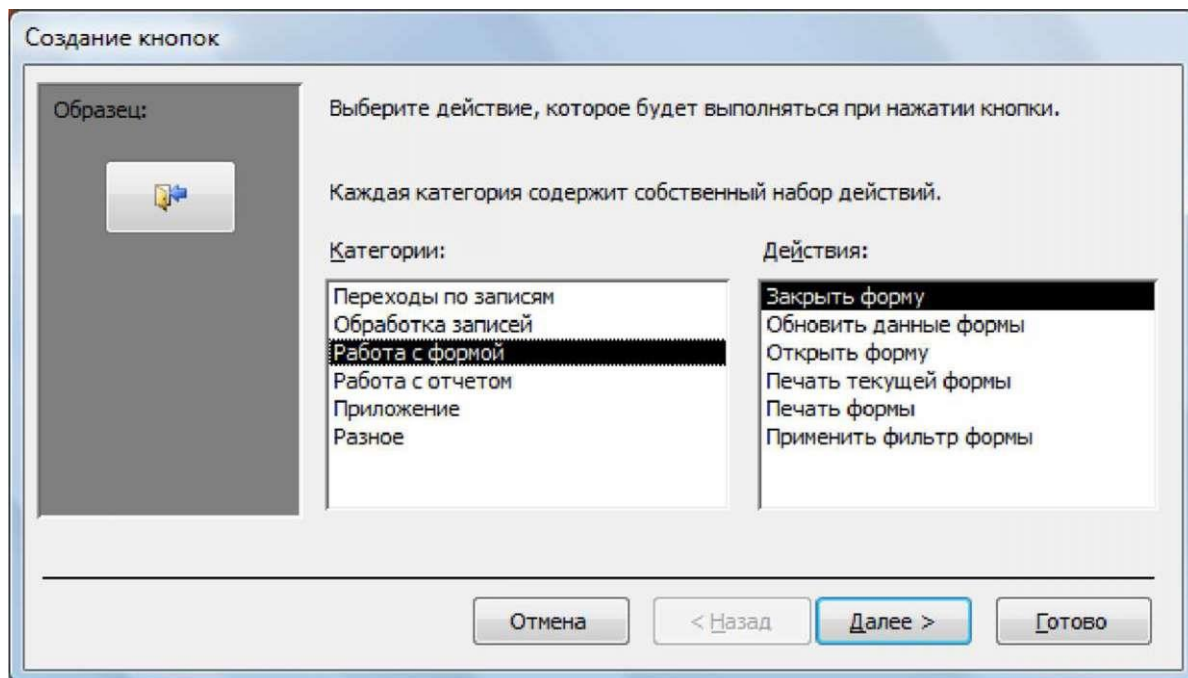 Создание кнопок
Образец:
Выберите действие, которое будет выполняться при нажатии кнопки.
Каждая категория содержит собственный набор действий.
Категории:
Переходы по записям
Обработка записей
Работа с формой
Работа с отчетом
Приложение
Разное
Действия:
Закрыть форму
Обновить данные формы
Открыть форму
Печать текущей формы
Печать формы
Применить фильтр формы
Отмена
< Назад
Далее >
Готово